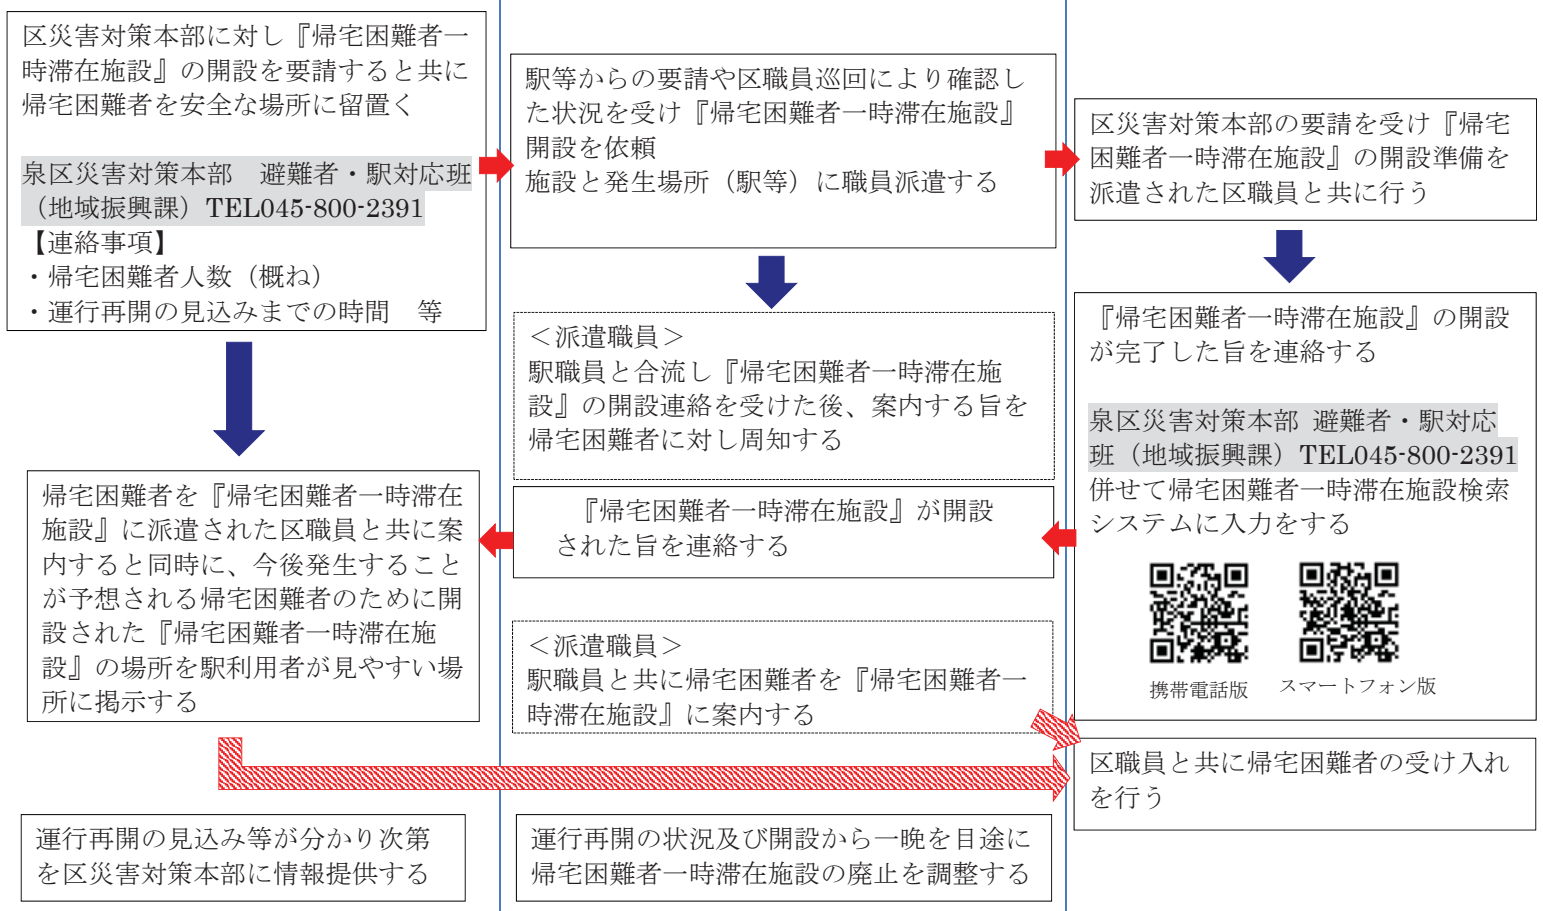 区災害対策本部に対し『帰宅困難者一
時滞在施設』の開設を要請すると共に
帰宅困難者を安全な場所に留置く
泉区災害対策本部　避難者・駅対応班
（地域振興課）TEL045-800-2391
【連絡事項】
・帰宅困難者人数（概ね）
・運行再開の見込みまでの時間　等
帰宅困難者を『帰宅困難者一時滞在
施設』に派遣された区職員と共に案
内すると同時に、今後発生すること
が予想される帰宅困難者のために開
設された『帰宅困難者一時滞在施
設』の場所を駅利用者が見やすい場
所に掲示する
運行再開の見込み等が分かり次第
を区災害対策本部に情報提供する
駅等からの要請や区職員巡回により確認し
た状況を受け『帰宅困難者一時滞在施設』
開設を依頼
施設と発生場所（駅等）に職員派遣する
＜派遣職員＞
駅職員と合流し『帰宅困難者一時滞在施
設』の開設連絡を受けた後、案内する旨を
帰宅困難者に対し周知する
『帰宅困難者一時滞在施設』が開設
された旨を連絡する
＜派遣職員＞
駅職員と共に帰宅困難者を『帰宅困難者一
時滞在施設』に案内する
運行再開の状況及び開設から一晩を目途に
帰宅困難者一時滞在施設の廃止を調整する
区災害対策本部の要請を受け『帰宅
困難者一時滞在施設』の開設準備を
派遣された区職員と共に行う
『帰宅困難者一時滞在施設』の開設
が完了した旨を連絡する
泉区災害対策本部 避難者・駅対応
班（地域振興課）TEL045-800-2391
併せて帰宅困難者一時滞在施設検索
システムに入力をする
携帯電話版
スマートフォン版
区職員と共に帰宅困難者の受け入れ
を行う